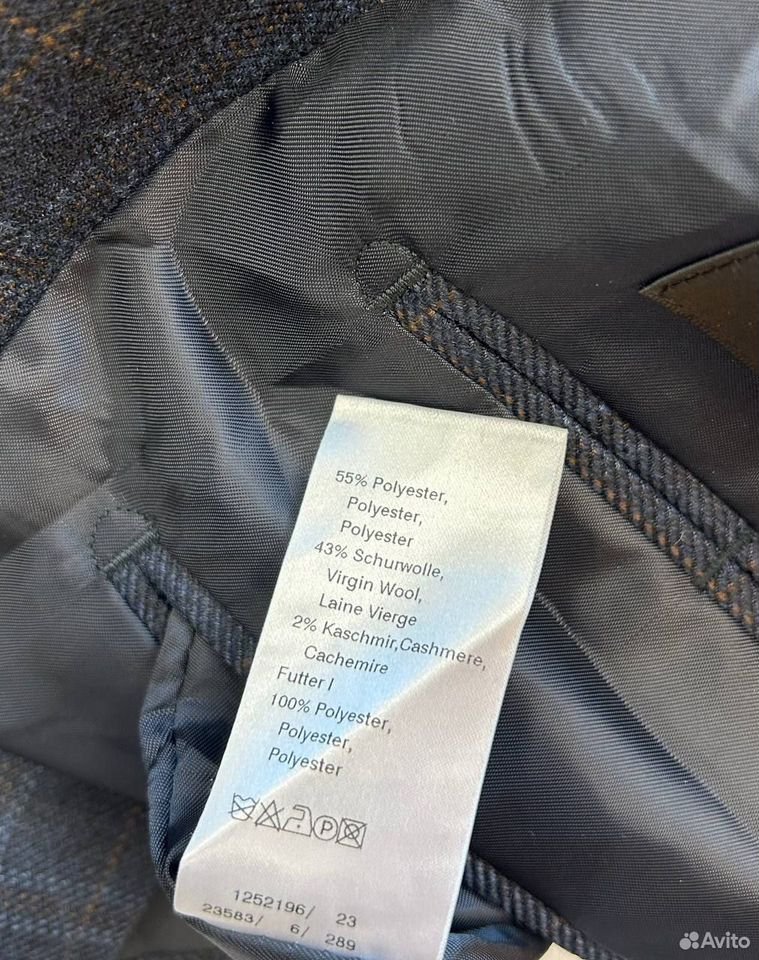 55% Polyester,
Polyester,
Polyester
43% Schurwolle,
Virgin Wool,
Laine Vierge
2% Kaschmir,Cashmere,
Cachemire
Futter I
100% Polyester,
Polyester,
Polyester
P
1252196/ 23
23583/ 6/ 289
Avito